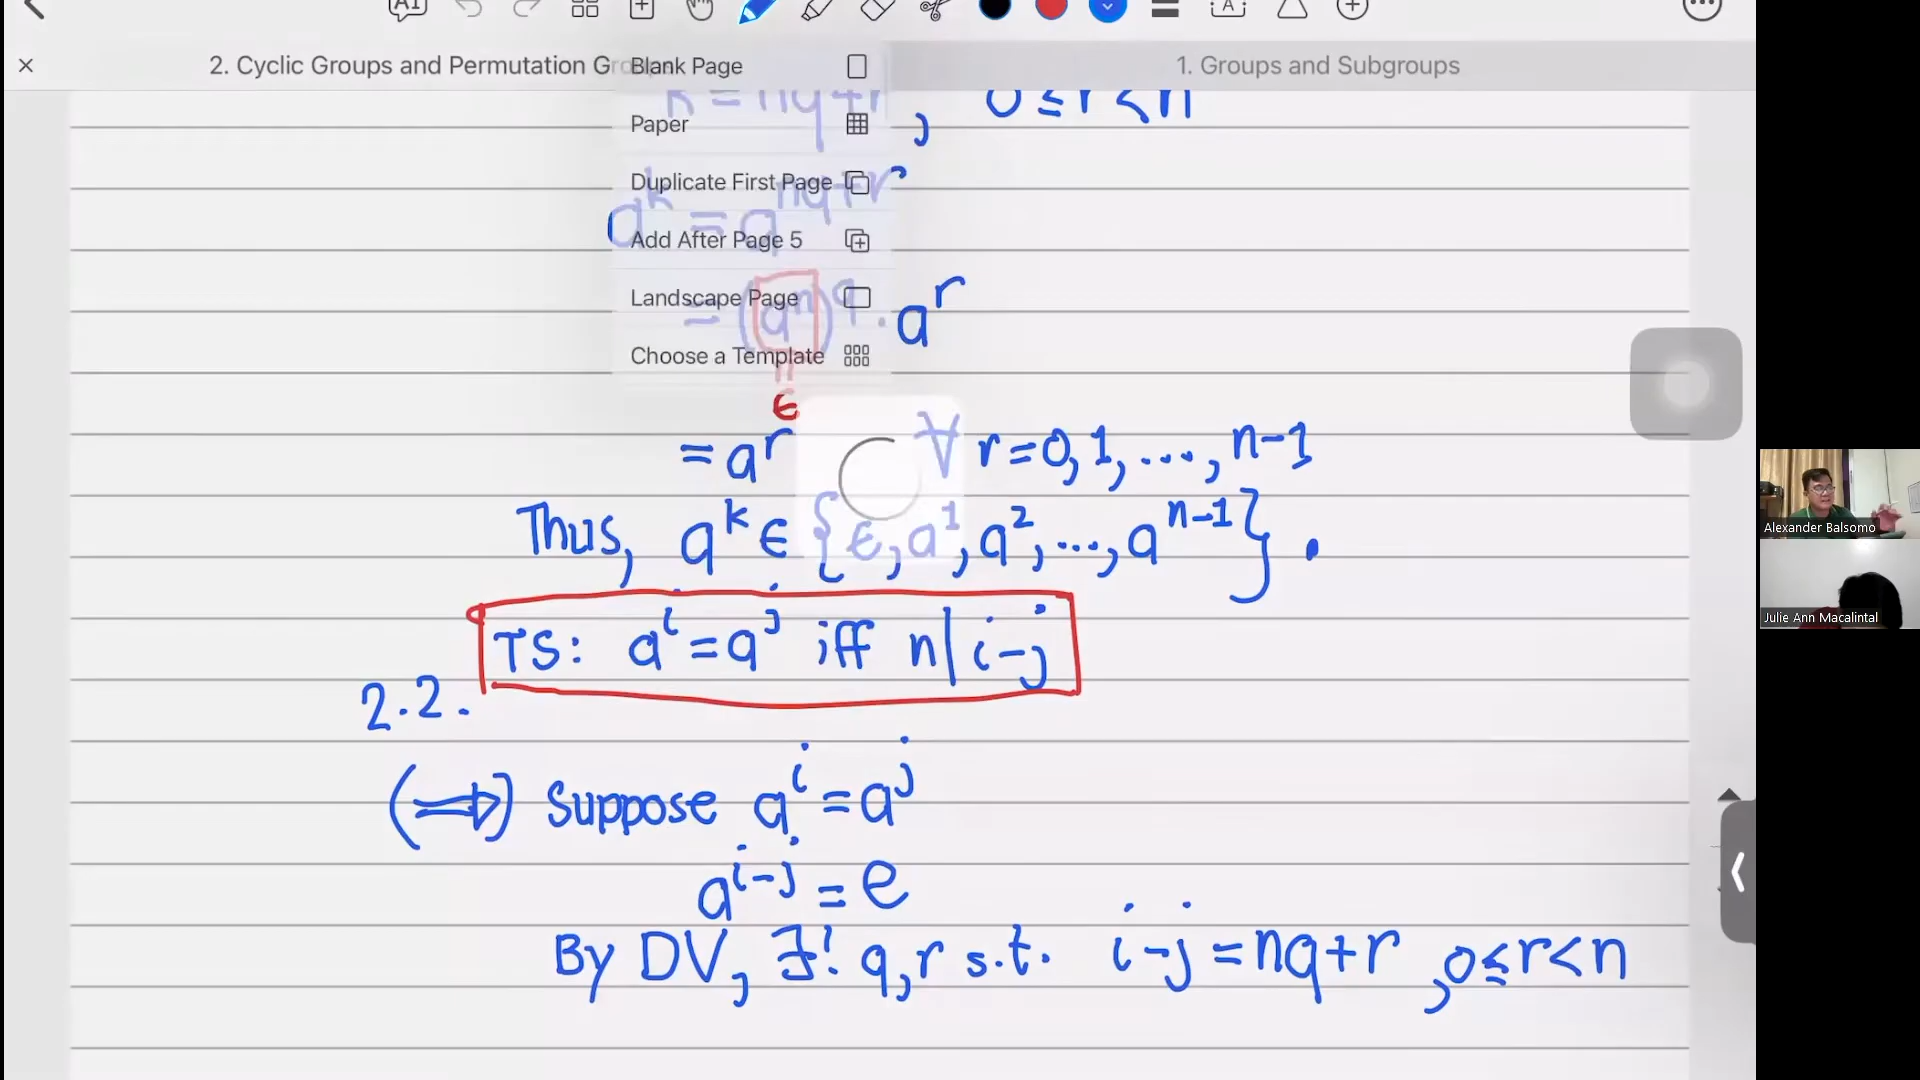 2. Cyclic Groups and Permutation Gr
1. Groups and Subgroups
Blank Page
Paper
Duplicate First Page
Add After Page 5
Landscape Page
Choose a Template
k = nq+r, 0 ≤ r < n
a^k = a^{nq+r}
= (a^n)^q · a^r
e
= a^r ∀ r = 0, 1, ..., n-1
Thus, a^k ∈ {e, a^1, a^2, ..., a^{n-1}}.
TS: a^i = a^j iff n | i-j
2.2.
(⟹) Suppose a^i = a^j
a^{i-j} = e
By DV, ∃! q, r s.t. i-j = nq+r, 0≤r<n
Alexander Balsomo
Julie Ann Macalintal